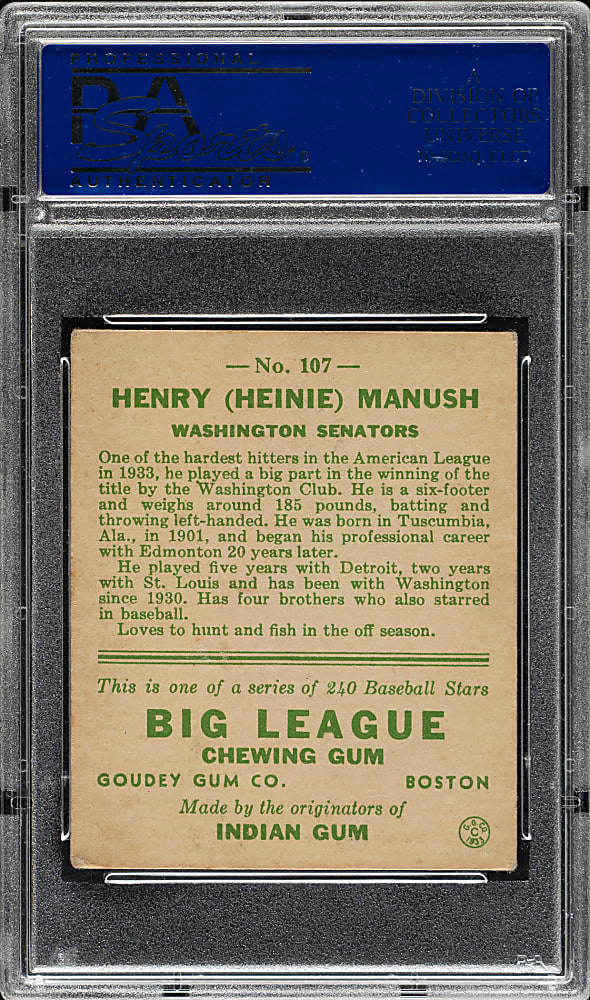 PROFESSIONAL
PSA
Sports
AUTHENTICATOR
A
DIVISION OF
COLLECTORS
UNIVERSE
NASDAQ: CLCT
— No. 107 —
HENRY (HEINIE) MANUSH
WASHINGTON SENATORS
One of the hardest hitters in the American League
in 1933, he played a big part in the winning of the
title by the Washington Club. He is a six-footer
and weighs around 185 pounds, batting and
throwing left-handed. He was born in Tuscumbia,
Ala., in 1901, and began his professional career
with Edmonton 20 years later.
He played five years with Detroit, two years
with St. Louis and has been with Washington
since 1930. Has four brothers who also starred
in baseball.
Loves to hunt and fish in the off season.
This is one of a series of 240 Baseball Stars
BIG LEAGUE
CHEWING GUM
GOUDEY GUM CO. BOSTON
Made by the originators of
INDIAN GUM
G.G.CO
C
1933
PSA